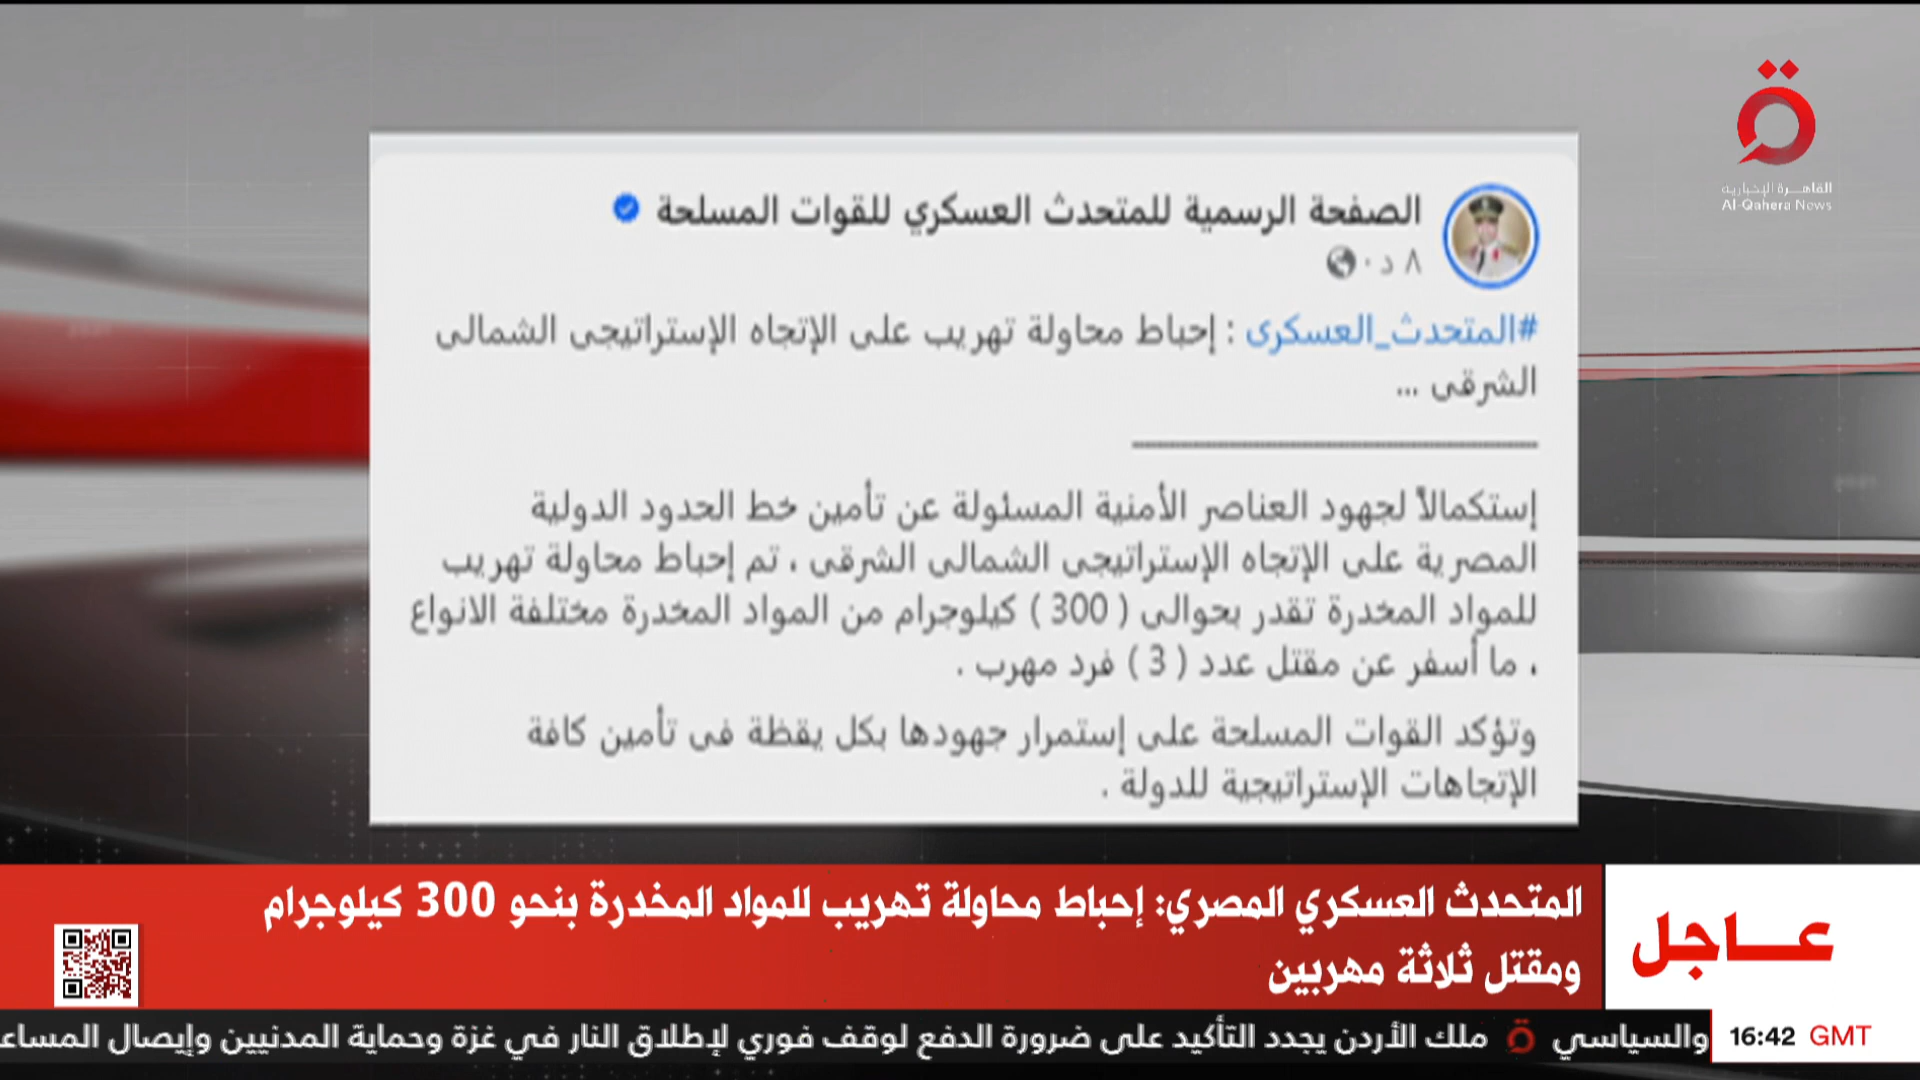 القاهـرة الإخبارية
Al-Qahera News
الصفحة الرسمية للمتحدث العسكري للقوات المسلحة
٨ د ·
#المتحدث_العسكرى : إحباط محاولة تهريب على الإتجاه الإستراتيجى الشمالى
الشرقى ...
إستكمالاً لجهود العناصر الأمنية المسئولة عن تأمين خط الحدود الدولية
المصرية على الإتجاه الإستراتيجى الشمالى الشرقى ، تم إحباط محاولة تهريب
للمواد المخدرة تقدر بحوالى ( 300 ) كيلوجرام من المواد المخدرة مختلفة الانواع
، ما أسفر عن مقتل عدد ( 3 ) فرد مهرب .
وتؤكد القوات المسلحة على إستمرار جهودها بكل يقظة فى تأمين كافة
الإتجاهات الإستراتيجية للدولة .
عـــاجل
المتحدث العسكري المصري: إحباط محاولة تهريب للمواد المخدرة بنحو 300 كيلوجرام
ومقتل ثلاثة مهربين
16:42 GMT
والسياسي ملك الأردن يجدد التأكيد على ضرورة الدفع لوقف فوري لإطلاق النار في غزة وحماية المدنيين وإيصال المساع